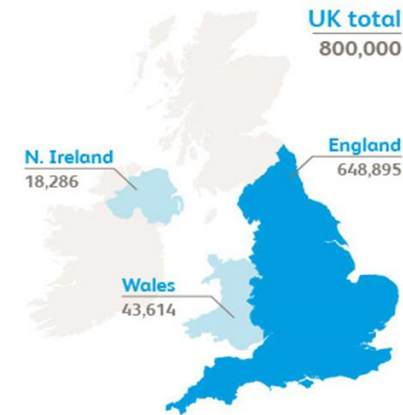 UK total
800,000
England
648,895
N. Ireland
18,286
Wales
43,614